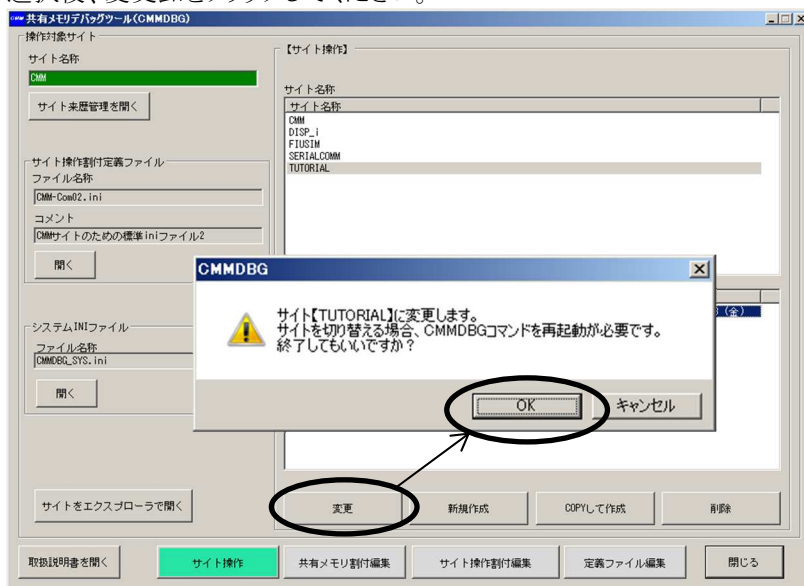 共有メモリデバッグツール(CMMDBG)
操作対象サイト
サイト名称
CMM
サイト来歴管理を開く
サイト操作割付定義ファイル
ファイル名称
CMM-Com02.ini
コメント
CMMサイトのための標準iniファイル2
開く
システムINIファイル
ファイル名称
CMMDBG_SYS.ini
開く
サイトをエクスプローラで開く
【サイト操作】
サイト名称
サイト名称
CMM
DISP_i
FIUSIM
SERIALCOMM
TUTORIAL
(金)
CMMDBG
サイト【TUTORIAL】に変更します。
サイトを切り替える場合、CMMDBGコマンドを再起動が必要です。
終了してもいいですか?
OK
キャンセル
変更
新規作成
COPYして作成
削除
取扱説明書を開く
サイト操作
共有メモリ割付編集
サイト操作割付編集
定義ファイル編集
閉じる